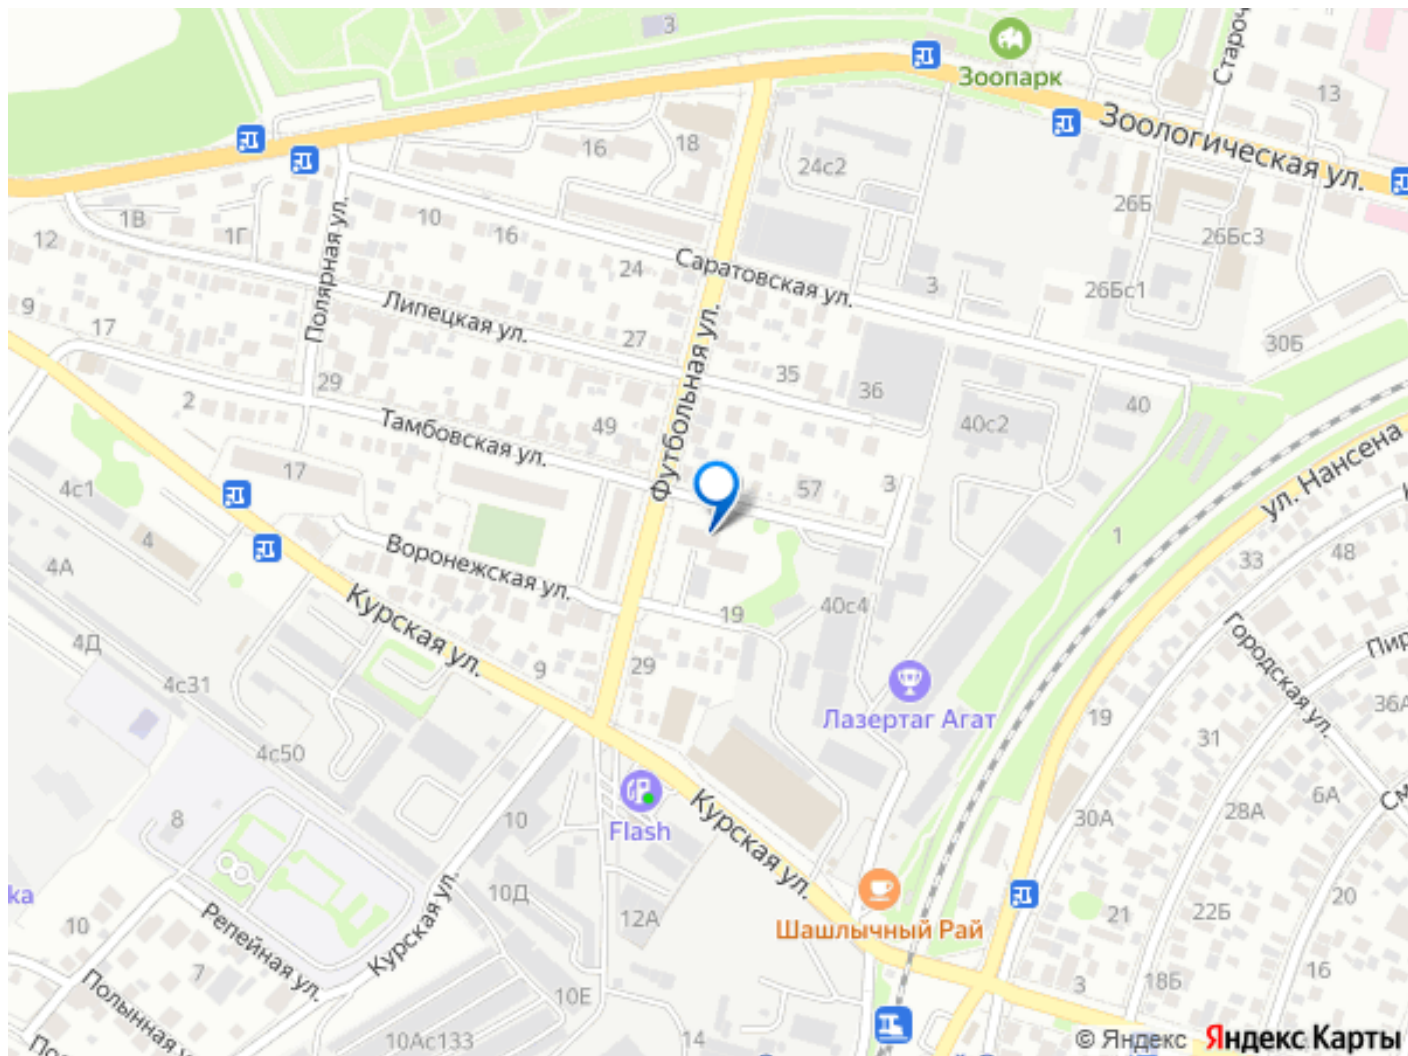 3
Зоопарк
Староч
13
Зоологическая ул.
16
18
24с2
26Б
26Бс3
1В
1Г
10
16
12
Полярная ул.
24
Саратовская ул.
3
26Бс1
9
17
Липецкая ул.
27
Футбольная ул.
35
36
30Б
29
2
Тамбовская ул.
49
40с2
40
17
57
3
ул. Нансена
4с1
4
4А
Воронежская ул.
1
33
48
Курская ул.
19
40с4
Городская ул.
Пир
4Д
4с31
9
29
Лазертаг Агат
19
31
36А
4с50
Flash
Курская ул.
30А
28А
6А
См
8
10
ка
10
Репейная ул.
Курская ул.
10Д
12А
Шашлычный Рай
21
22Б
20
7
Полынная у
10Е
3
18Б
16
10Ас133
14
© Яндекс Яндекс Карты